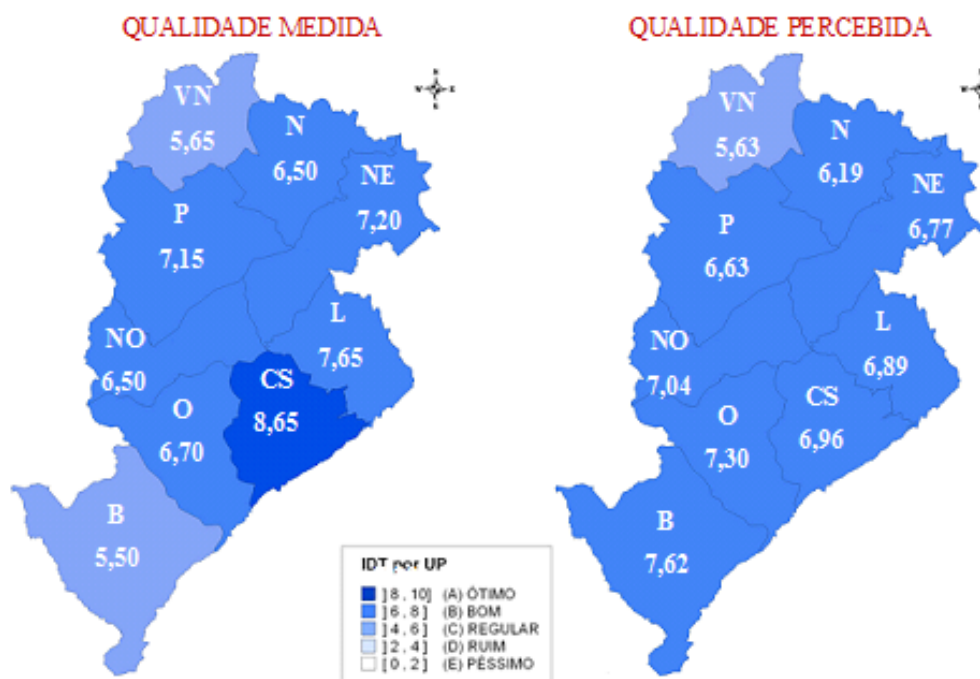 QUALIDADE MEDIDA
VN
5,65
N
6,50
NE
7,20
P
7,15
L
7,65
NO
6,50
CS
8,65
O
6,70
B
5,50
QUALIDADE PERCEBIDA
VN
5,63
N
6,19
NE
6,77
P
6,63
L
6,89
NO
7,04
CS
6,96
O
7,30
B
7,62
IDT por UP
]8 , 10] (A) ÓTIMO
]6 , 8] (B) BOM
]4 , 6] (C) REGULAR
]2 , 4] (D) RUIM
[0 , 2] (E) PÉSSIMO